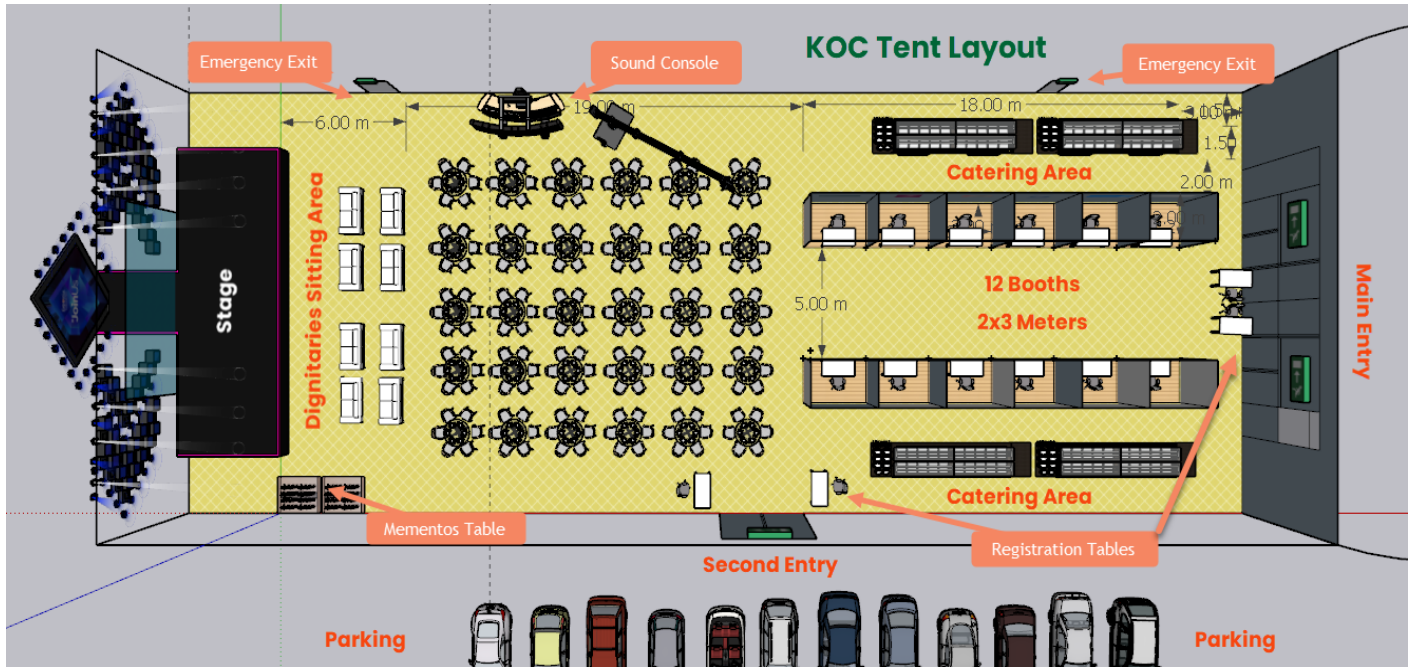 KOC Tent Layout
Emergency Exit
Sound Console
Emergency Exit
6.00 m
19.00 m
18.00 m
1.50
2.00 m
Catering Area
Dignitaries Sitting Area
Stage
JOIN US
12 Booths
5.00 m
2x3 Meters
Main Entry
Catering Area
Mementos Table
Registration Tables
Second Entry
Parking
Parking